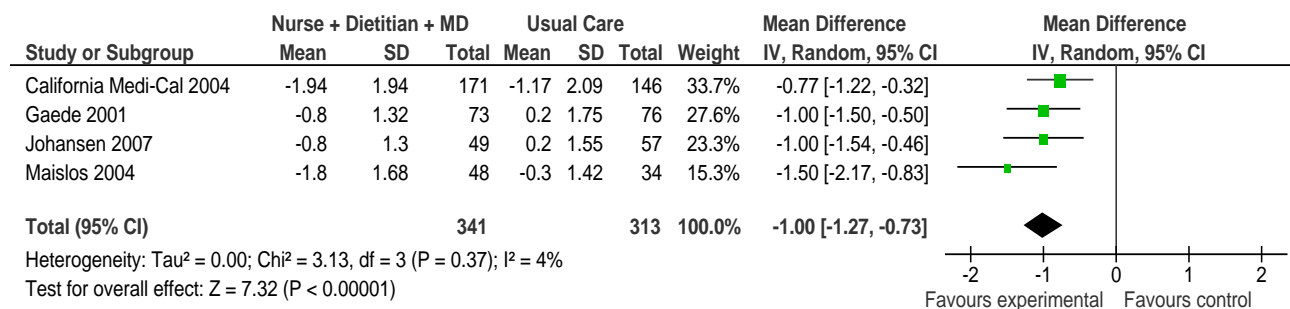 Nurse + Dietitian + MD Usual Care Mean Difference Mean Difference
Study or Subgroup Mean SD Total Mean SD Total Weight IV, Random, 95% CI IV, Random, 95% CI
California Medi-Cal 2004 -1.94 1.94 171 -1.17 2.09 146 33.7% -0.77 [-1.22, -0.32]
Gaede 2001 -0.8 1.32 73 0.2 1.75 76 27.6% -1.00 [-1.50, -0.50]
Johansen 2007 -0.8 1.3 49 0.2 1.55 57 23.3% -1.00 [-1.54, -0.46]
Maislos 2004 -1.8 1.68 48 -0.3 1.42 34 15.3% -1.50 [-2.17, -0.83]
Total (95% CI) 341 313 100.0% -1.00 [-1.27, -0.73]
Heterogeneity: Tau² = 0.00; Chi² = 3.13, df = 3 (P = 0.37); I² = 4%
Test for overall effect: Z = 7.32 (P < 0.00001)
-2 -1 0 1 2
Favours experimental Favours control